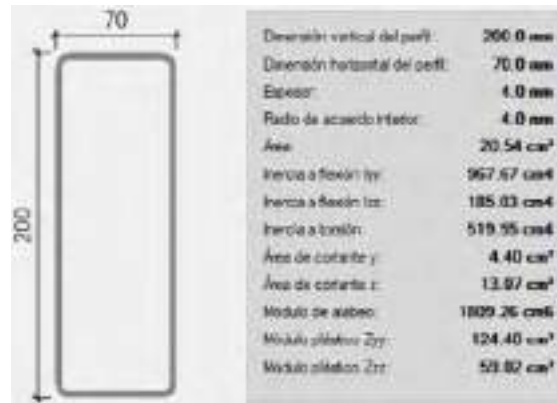 70
200
Dimensión vertical del perfil: 200.0 mm
Dimensión horizontal del perfil: 70.0 mm
Espesor: 4.0 mm
Radio de acuerdo interior: 4.0 mm
Área: 20.54 cm²
Inercia a flexión Iyy: 967.67 cm4
Inercia a flexión Izz: 185.03 cm4
Inercia a torsión: 519.55 cm4
Área de cortante y: 4.40 cm²
Área de cortante z: 13.87 cm²
Módulo de alabeo: 1809.26 cm6
Módulo plástico Zyy: 124.40 cm³
Módulo plástico Zzz: 59.82 cm³